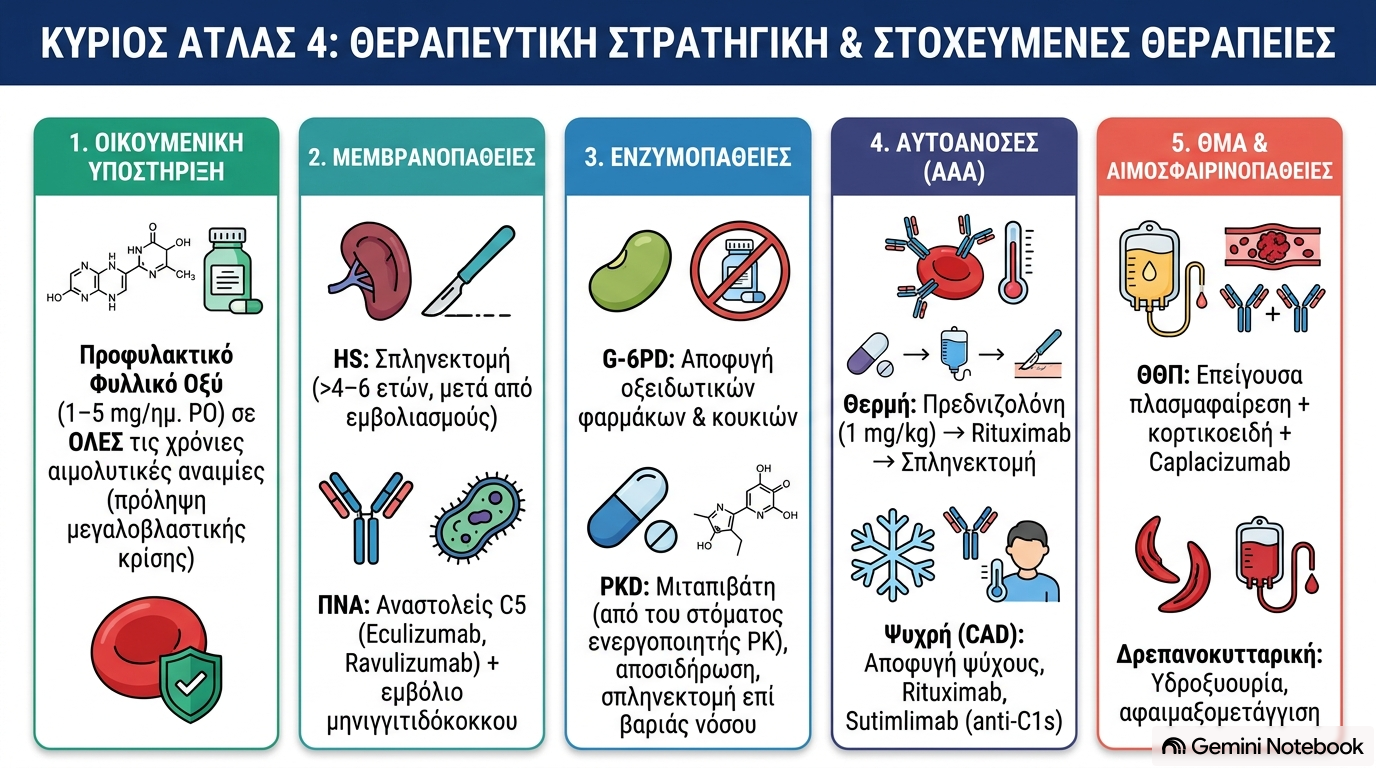 ΚΥΡΙΟΣ ΑΤΛΑΣ 4: ΘΕΡΑΠΕΥΤΙΚΗ ΣΤΡΑΤΗΓΙΚΗ & ΣΤΟΧΕΥΜΕΝΕΣ ΘΕΡΑΠΕΙΕΣ
1. ΟΙΚΟΥΜΕΝΙΚΗ
ΥΠΟΣΤΗΡΙΞΗ
O
HN
OH
H
N
N
N
CH3
HO
N
N
H
Προφυλακτικό
Φυλλικό Οξύ
(1–5 mg/ημ. PO) σε
ΟΛΕΣ τις χρόνιες
αιμολυτικές αναιμίες
(πρόληψη
μεγαλοβλαστικής
κρίσης)
2. ΜΕΜΒΡΑΝΟΠΑΘΕΙΕΣ
HS: Σπληνεκτομή
(>4–6 ετών, μετά από
εμβολιασμούς)
ΠΝΑ: Αναστολείς C5
(Eculizumab,
Ravulizumab) +
εμβόλιο
μηνιγγιτιδόκοκκου
3. ΕΝΖΥΜΟΠΑΘΕΙΕΣ
G-6PD: Αποφυγή
οξειδωτικών
φαρμάκων & κουκιών
OH
O
N
N
OH
HO
PKD: Μιταπιβάτη
(από του στόματος
ενεργοποιητής PK),
αποσιδήρωση,
σπληνεκτομή επί
βαριάς νόσου
4. ΑΥΤΟΑΝΟΣΕΣ
(ΑΑΑ)
Θερμή: Πρεδνιζολόνη
(1 mg/kg) → Rituximab
→ Σπληνεκτομή
Ψυχρή (CAD):
Αποφυγή ψύχους,
Rituximab,
Sutimlimab (anti-C1s)
5. ΘΜΑ &
ΑΙΜΟΣΦΑΙΡΙΝΟΠΑΘΕΙΕΣ
+
ΘΘΠ: Επείγουσα
πλασμαφαίρεση +
κορτικοειδή +
Caplacizumab
Δρεπανοκυτταρική:
Υδροξυουρία,
αφαιμαξομετάγγιση
Gemini Notebook